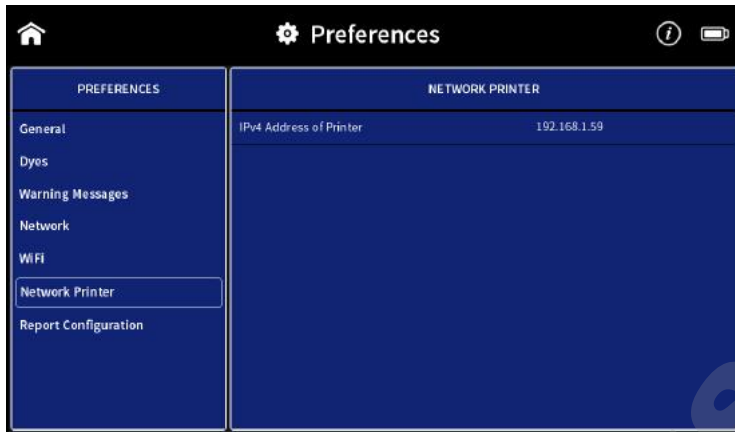 Preferences
PREFERENCES
General
Dyes
Warning Messages
Network
WiFi
Network Printer
Report Configuration
NETWORK PRINTER
IPv4 Address of Printer 192.168.1.59